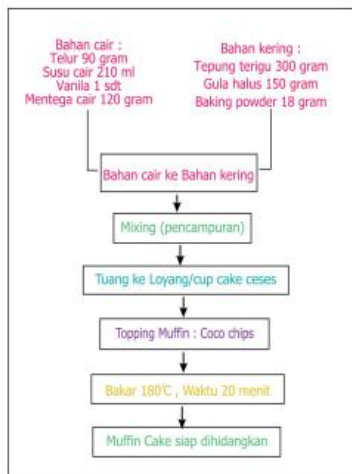 Bahan cair :
Telur 90 gram
Susu cair 210 ml
Vanila 1 sdt
Mentega cair 120 gram
Bahan kering :
Tepung terigu 300 gram
Gula halus 150 gram
Baking powder 18 gram
Bahan cair ke Bahan kering
Mixing (pencampuran)
Tuang ke Loyang/cup cake ceses
Topping Muffin : Coco chips
Bakar 180°C , Waktu 20 menit
Muffin Cake siap dihidangkan